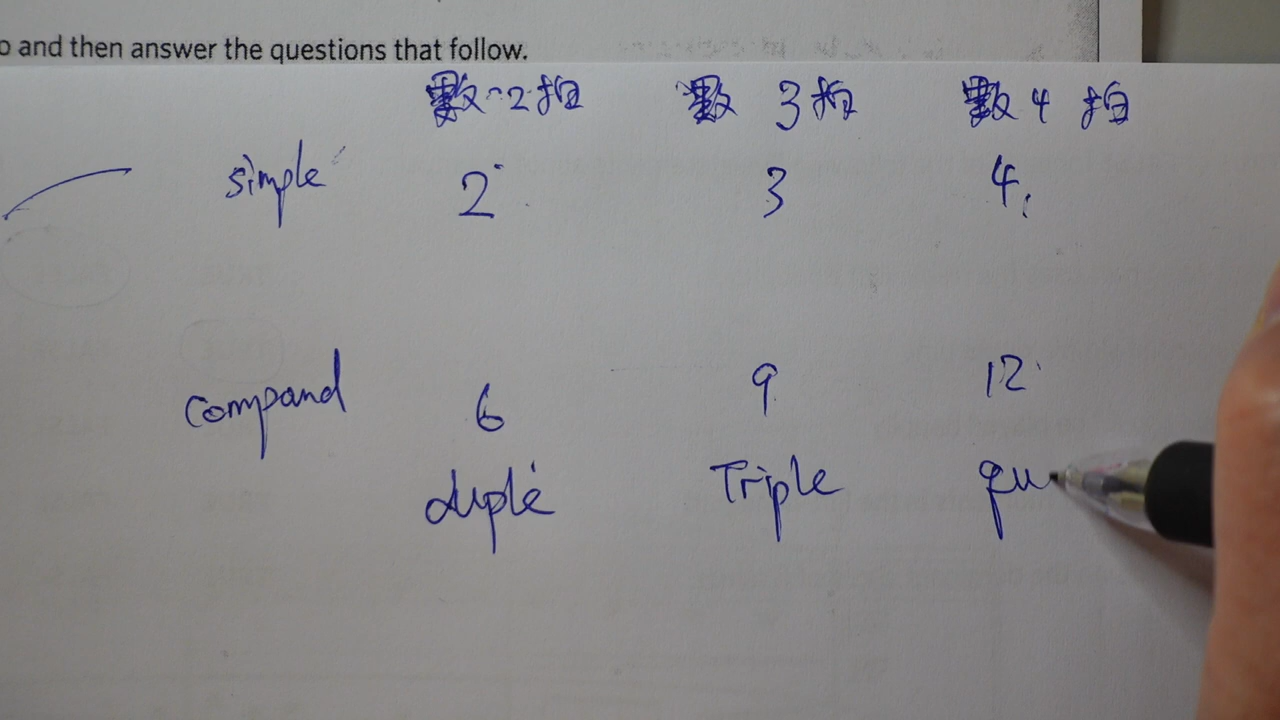 o and then answer the questions that follow.
數2拍 數 3拍 數4拍
simple 2 3 4
compound 6 9 12
duple Triple qu